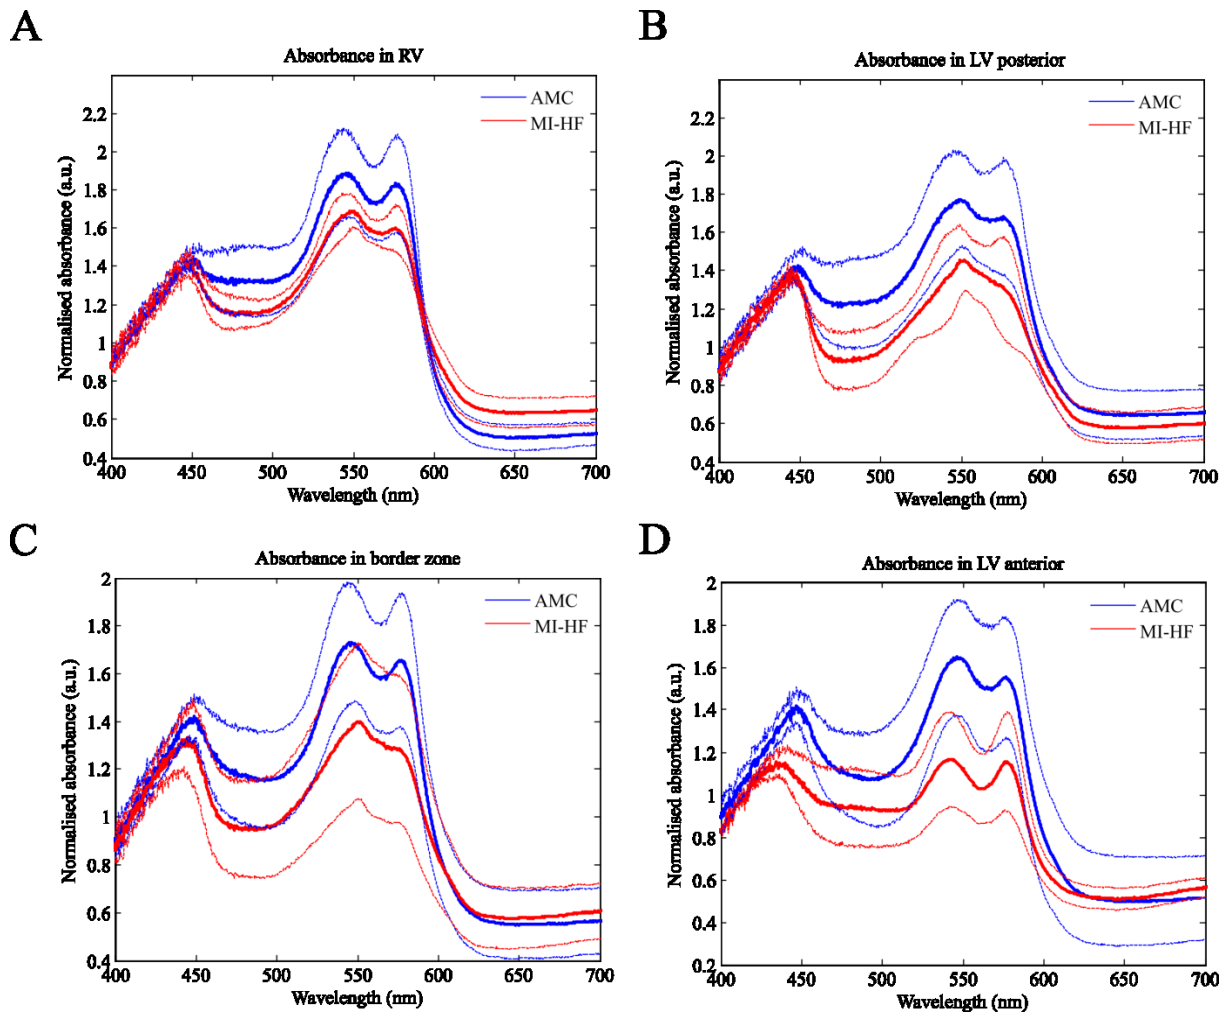 A
Absorbance in RV
AMC
MI-HF
2.2
2
1.8
1.6
1.4
1.2
1
0.8
0.6
0.4
Normalised absorbance (a.u.)
400 450 500 550 600 650 700
Wavelength (nm)
B
Absorbance in LV posterior
AMC
MI-HF
2.2
2
1.8
1.6
1.4
1.2
1
0.8
0.6
0.4
Normalised absorbance (a.u.)
400 450 500 550 600 650 700
Wavelength (nm)
C
Absorbance in border zone
AMC
MI-HF
2
1.8
1.6
1.4
1.2
1
0.8
0.6
0.4
Normalised absorbance (a.u.)
400 450 500 550 600 650 700
Wavelength (nm)
D
Absorbance in LV anterior
AMC
MI-HF
2
1.8
1.6
1.4
1.2
1
0.8
0.6
0.4
0.2
Normalised absorbance (a.u.)
400 450 500 550 600 650 700
Wavelength (nm)